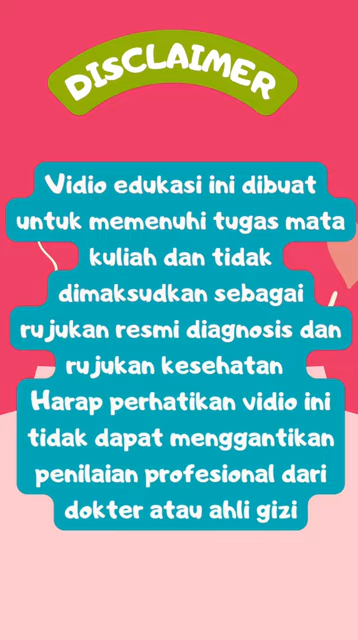 DISCLAIMER
Vidio edukasi ini dibuat
untuk memenuhi tugas mata
kuliah dan tidak
dimaksudkan sebagai
rujukan resmi diagnosis dan
rujukan kesehatan
Harap perhatikan vidio ini
tidak dapat menggantikan
penilaian profesional dari
dokter atau ahli gizi